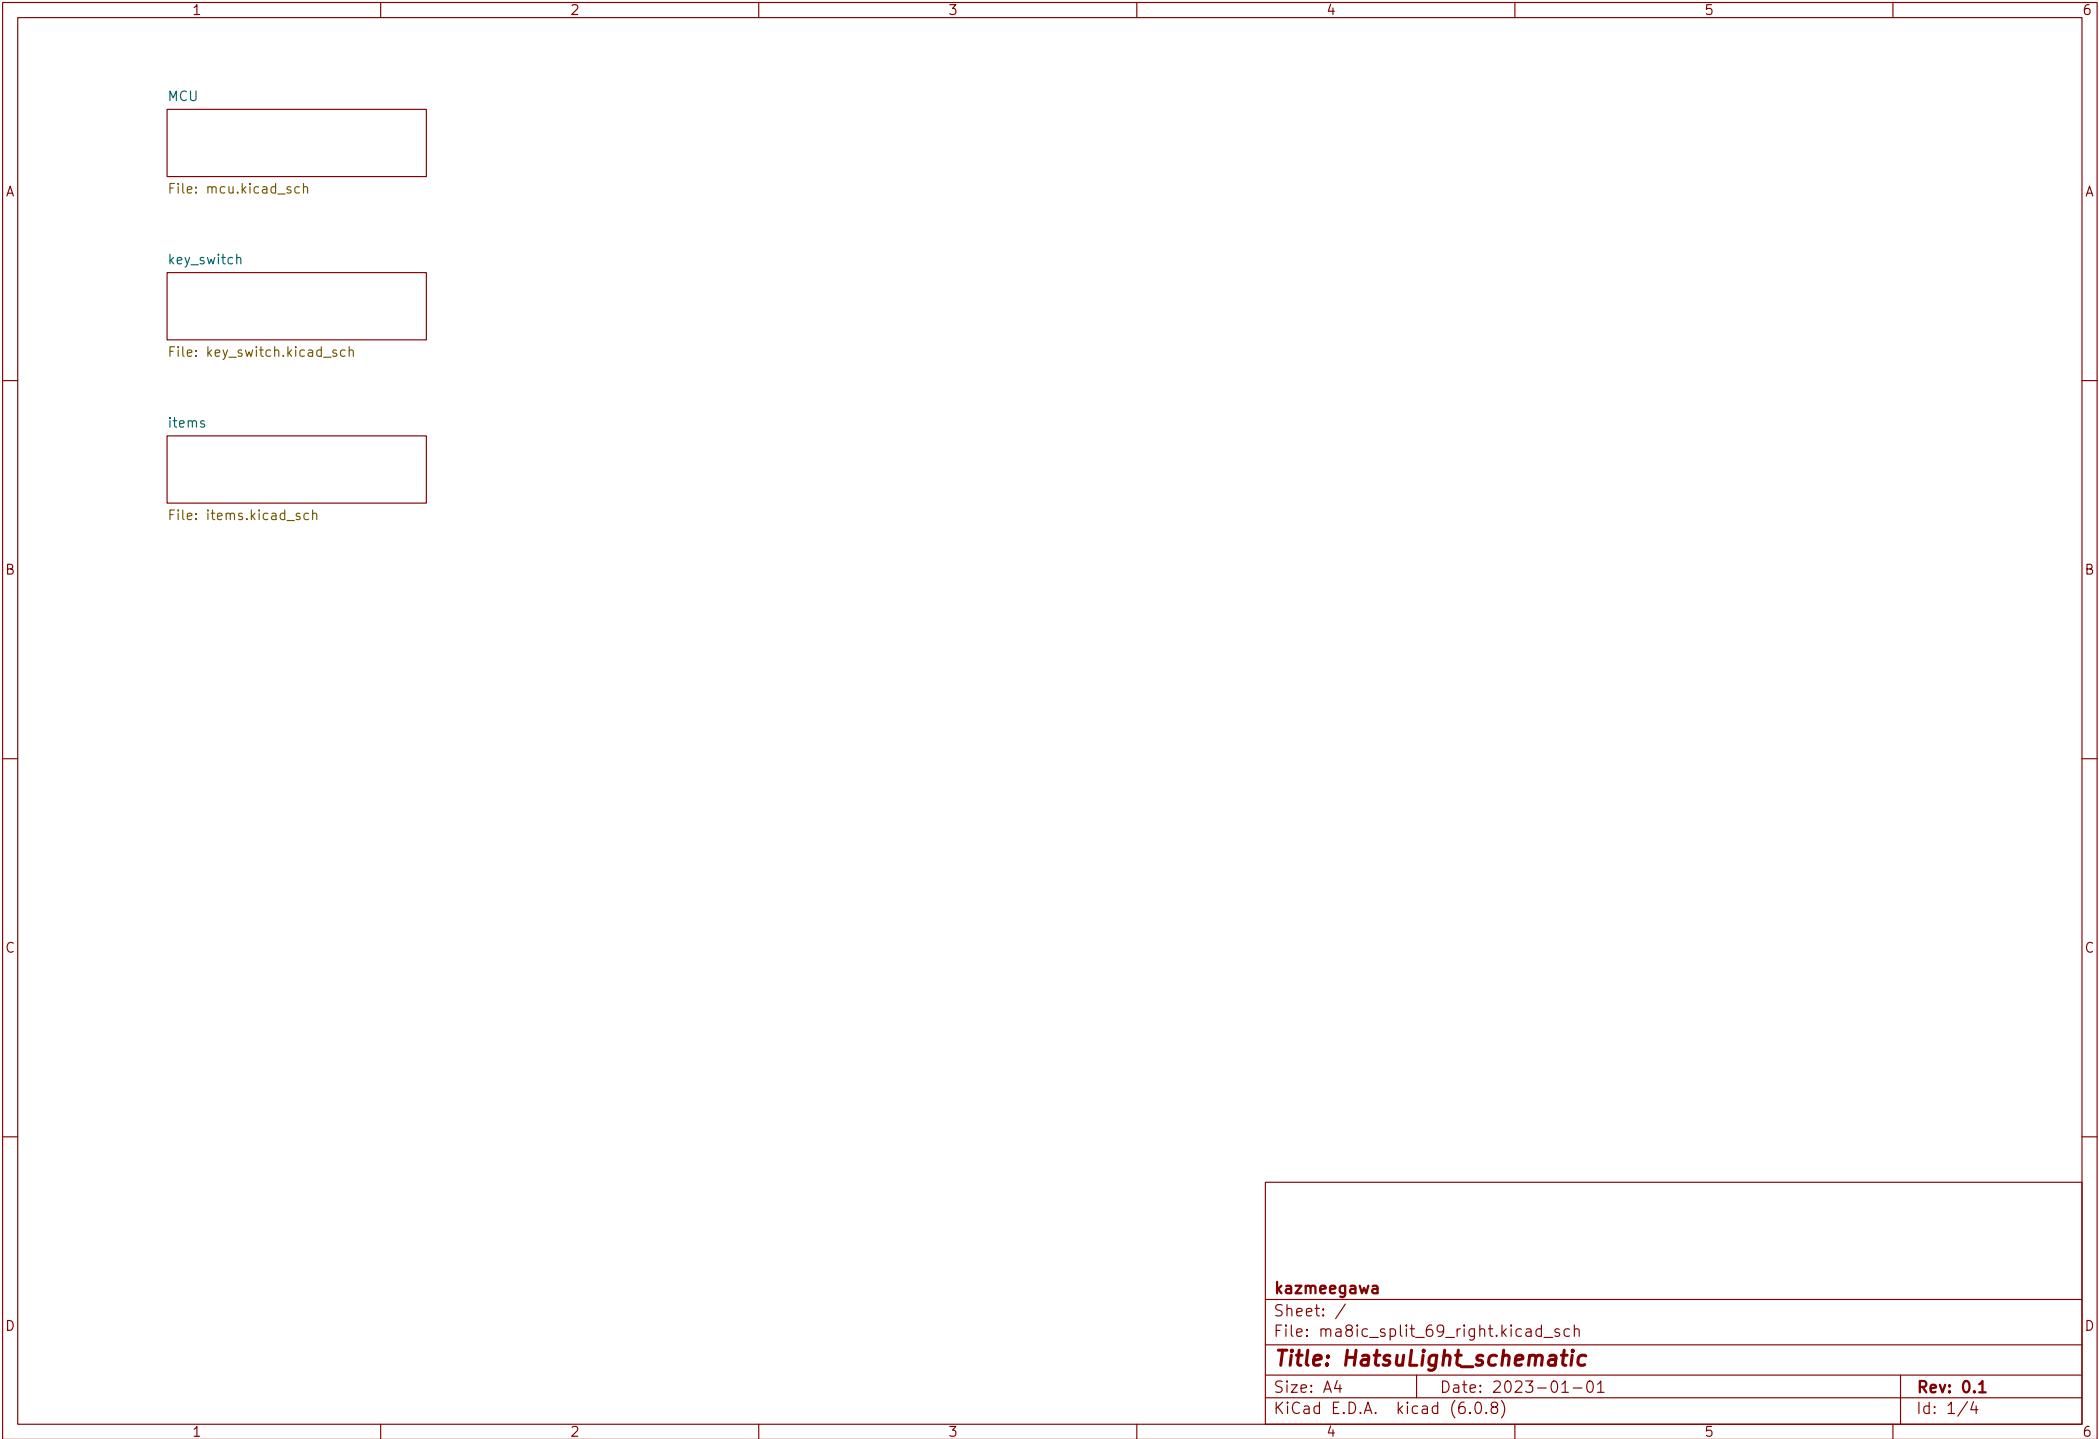 1 2 3 4 5 6
MCU
File: mcu.kicad_sch
A A
key_switch
File: key_switch.kicad_sch
items
File: items.kicad_sch
B B
C C
kazmeegawa
Sheet: /
File: ma8ic_split_69_right.kicad_sch
D D
Title: HatsuLight_schematic
Size: A4 Date: 2023-01-01 Rev: 0.1
KiCad E.D.A. kicad (6.0.8) Id: 1/4
1 2 3 4 5 6